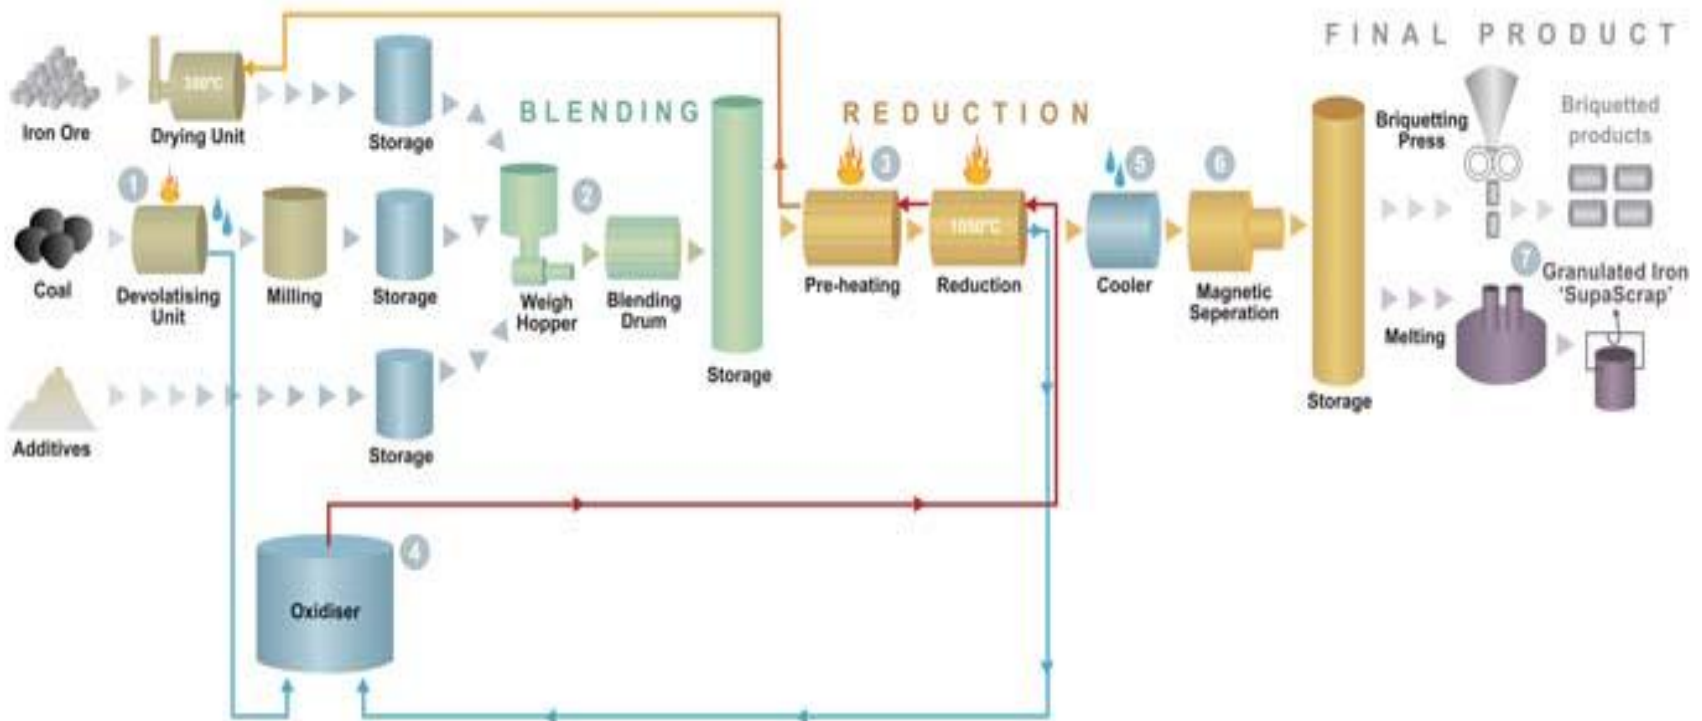 FINAL PRODUCT
Iron Ore
Drying Unit
Storage
BLENDING
REDUCTION
Briquetting
Press
Briquetted
products
1
2
3
5
6
Coal
Devolatising
Unit
Milling
Storage
Weigh
Hopper
Blending
Drum
Storage
Pre-heating
1050°C
Reduction
Cooler
Magnetic
Seperation
Storage
7
Granulated Iron
'SupaScrap'
Melting
Additives
Storage
4
Oxidiser